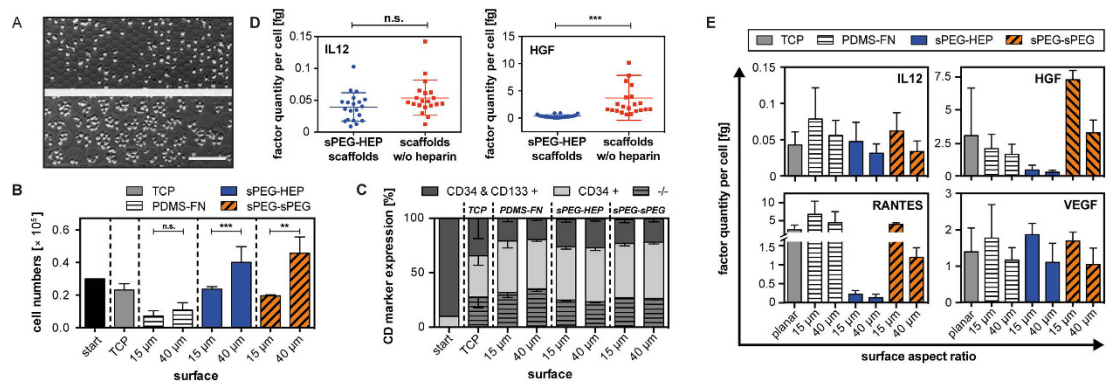 A
B
TCP
sPEG-HEP
PDMS-FN
sPEG-sPEG
cell numbers [× 10⁵]
0.6
0.4
0.2
0.0
n.s.
***
**
start
TCP
15 µm
40 µm
15 µm
40 µm
15 µm
40 µm
surface
D
n.s.
factor quantity per cell [fg]
IL12
0.15
0.10
0.05
0
sPEG-HEP
scaffolds
scaffolds
w/o heparin
***
factor quantity per cell [fg]
HGF
15
10
5
0
sPEG-HEP
scaffolds
scaffolds
w/o heparin
C
CD34 & CD133 +
CD34 +
-/-
CD marker expression [%]
100
50
0
TCP
PDMS-FN
sPEG-HEP
sPEG-sPEG
start
TCP
15 µm
40 µm
15 µm
40 µm
15 µm
40 µm
surface
E
TCP
PDMS-FN
sPEG-HEP
sPEG-sPEG
factor quantity per cell [fg]
IL12
0.1
0.05
0
HGF
7.5
5.0
2.5
0
RANTES
10
5
1.5
1.0
0.5
0
VEGF
3
2
1
0
planar
15 µm
40 µm
15 µm
40 µm
15 µm
40 µm
planar
15 µm
40 µm
15 µm
40 µm
15 µm
40 µm
surface aspect ratio